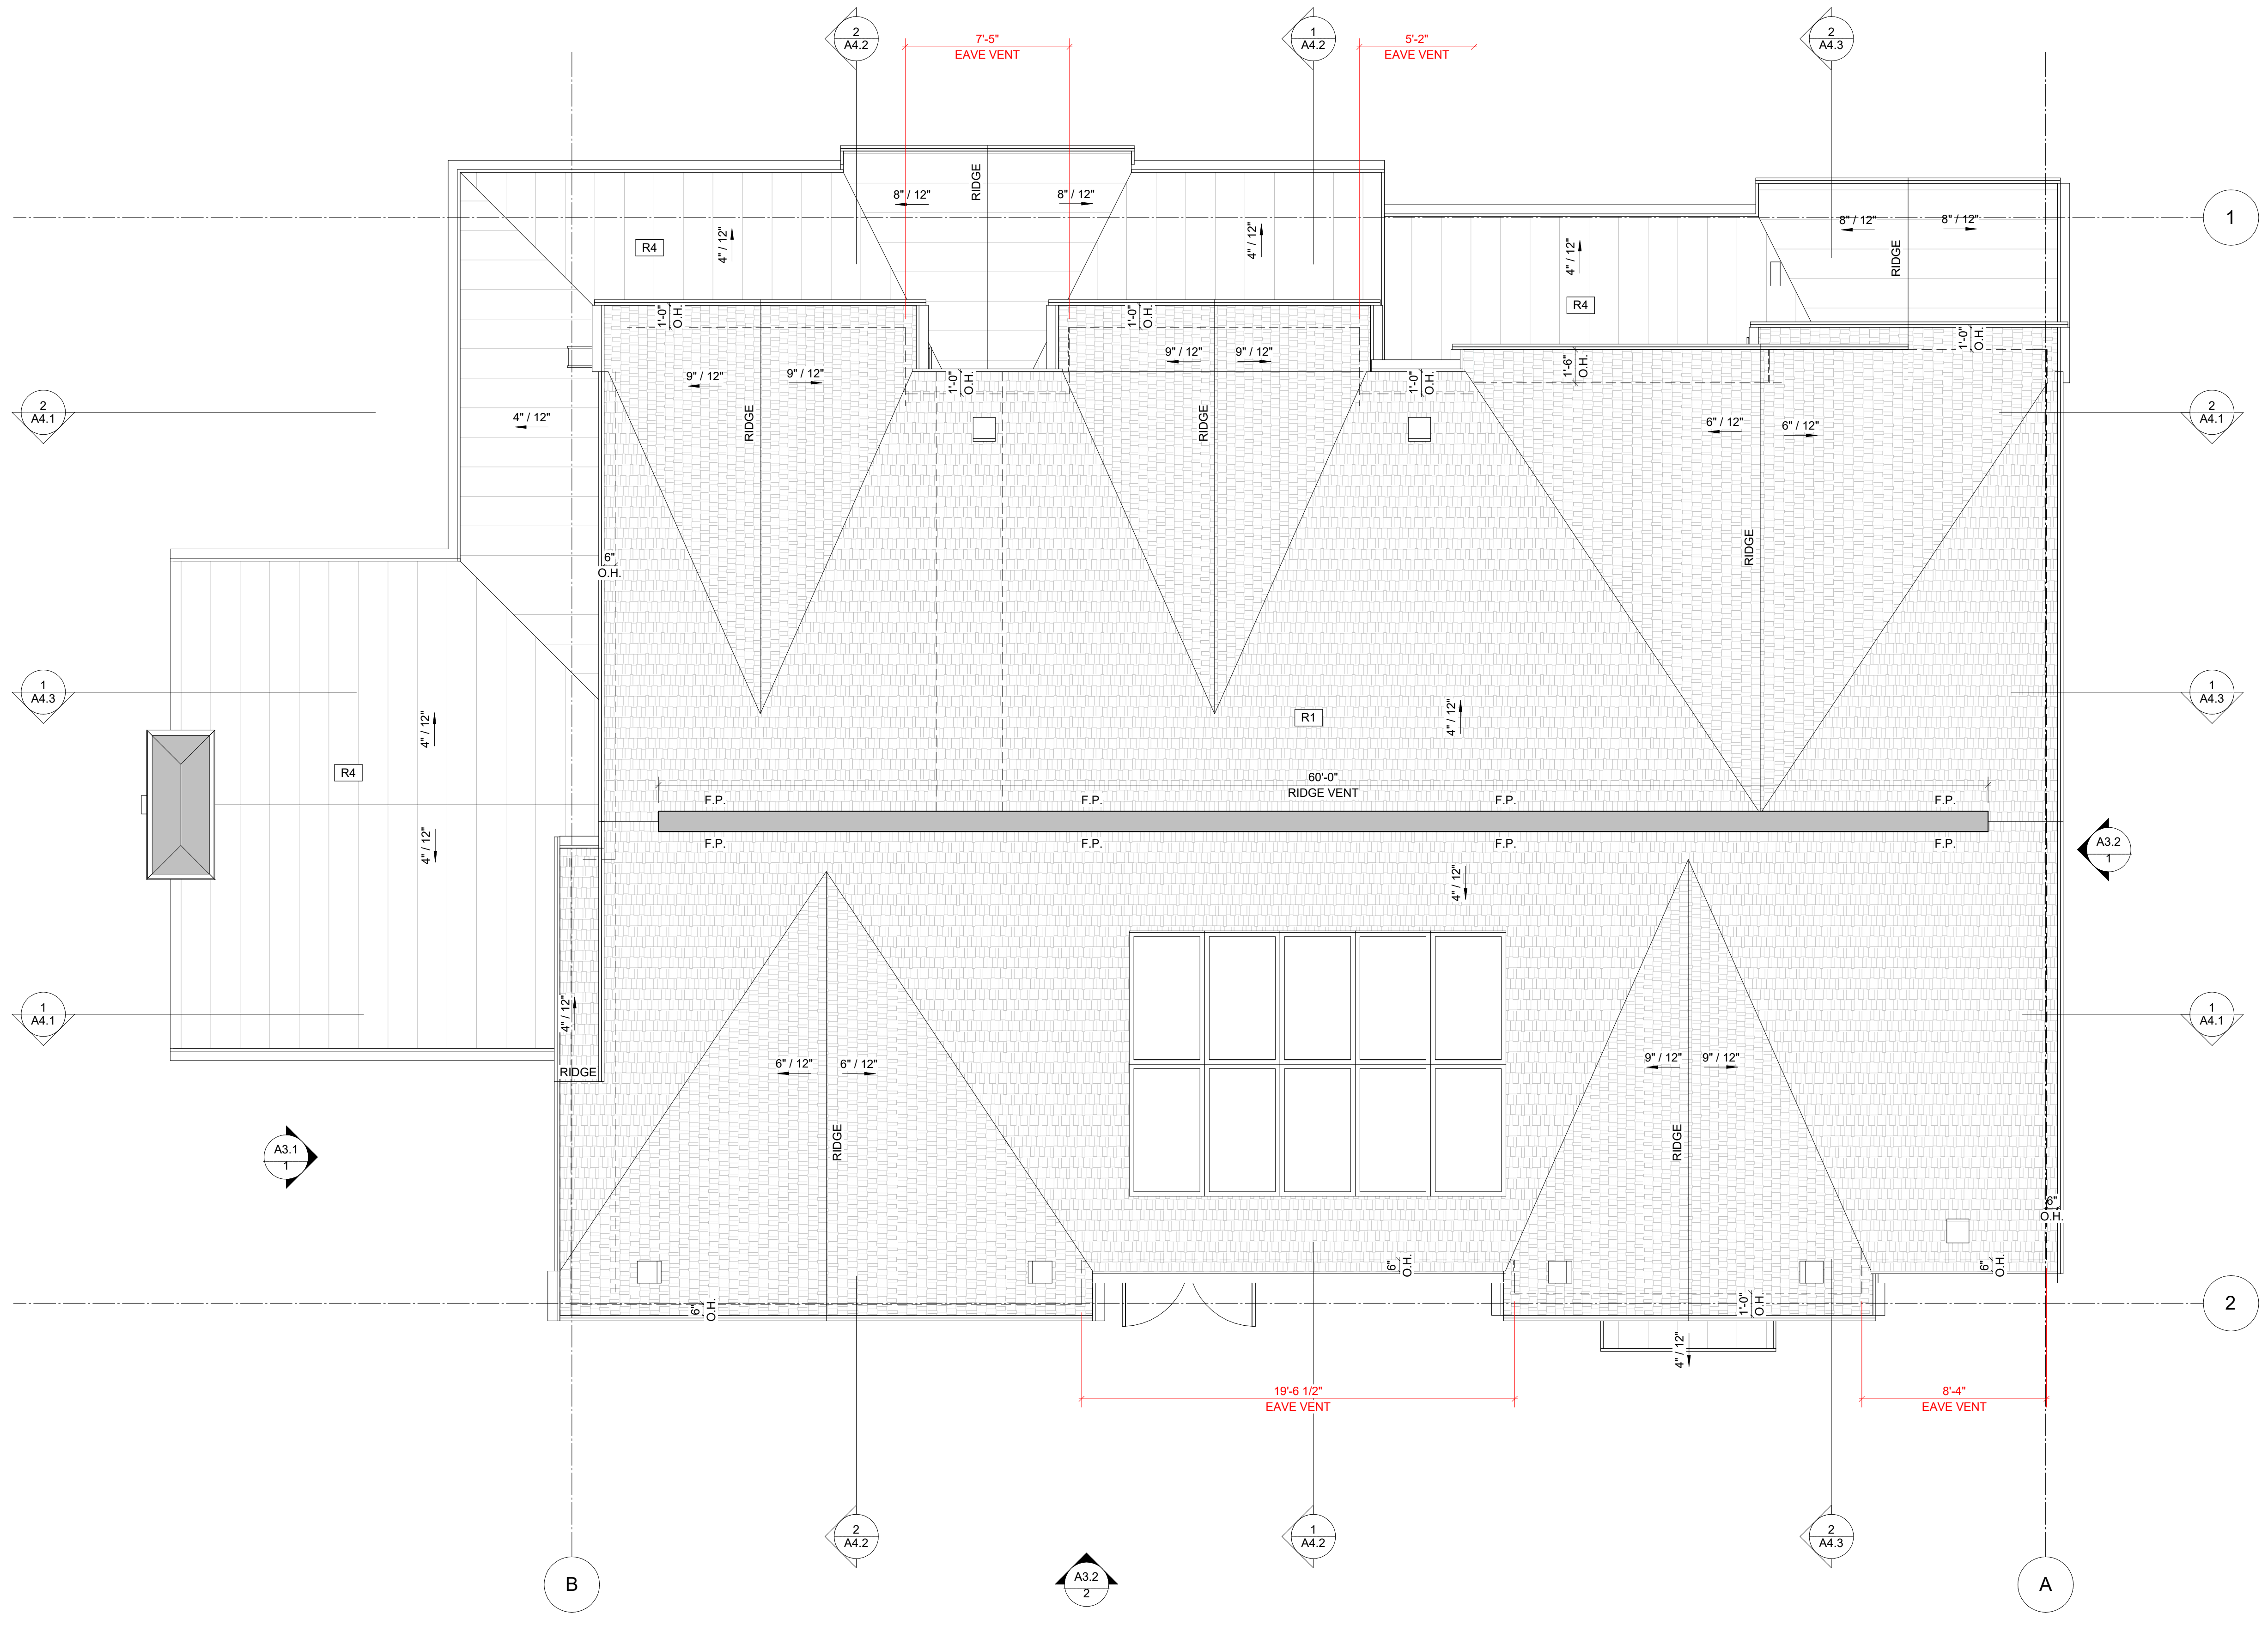 2
A4.2
7'-5"
EAVE VENT
1
A4.2
5'-2"
EAVE VENT
2
A4.3
RIDGE
8" / 12"
8" / 12"
1
8" / 12"
8" / 12"
R4
4" / 12"
4" / 12"
4" / 12"
RIDGE
R4
1'-0"
O.H.
1'-0"
O.H.
1'-0"
O.H.
9" / 12"
9" / 12"
9" / 12"
9" / 12"
1'-6"
O.H.
1'-0"
O.H.
1'-0"
O.H.
2
A4.1
4" / 12"
RIDGE
RIDGE
6" / 12"
6" / 12"
2
A4.1
6"
O.H.
RIDGE
1
A4.3
1
A4.3
4" / 12"
R1
4" / 12"
R4
60'-0"
RIDGE VENT
F.P.
F.P.
F.P.
F.P.
4" / 12"
F.P.
F.P.
F.P.
F.P.
A3.2
1
4" / 12"
1
A4.1
4" / 12"
1
A4.1
RIDGE
6" / 12"
6" / 12"
9" / 12"
9" / 12"
A3.1
1
RIDGE
RIDGE
6"
O.H.
6"
O.H.
6"
O.H.
6"
O.H.
1'-0"
O.H.
2
4" / 12"
19'-6 1/2"
EAVE VENT
8'-4"
EAVE VENT
2
A4.2
1
A4.2
2
A4.3
B
A3.2
2
A